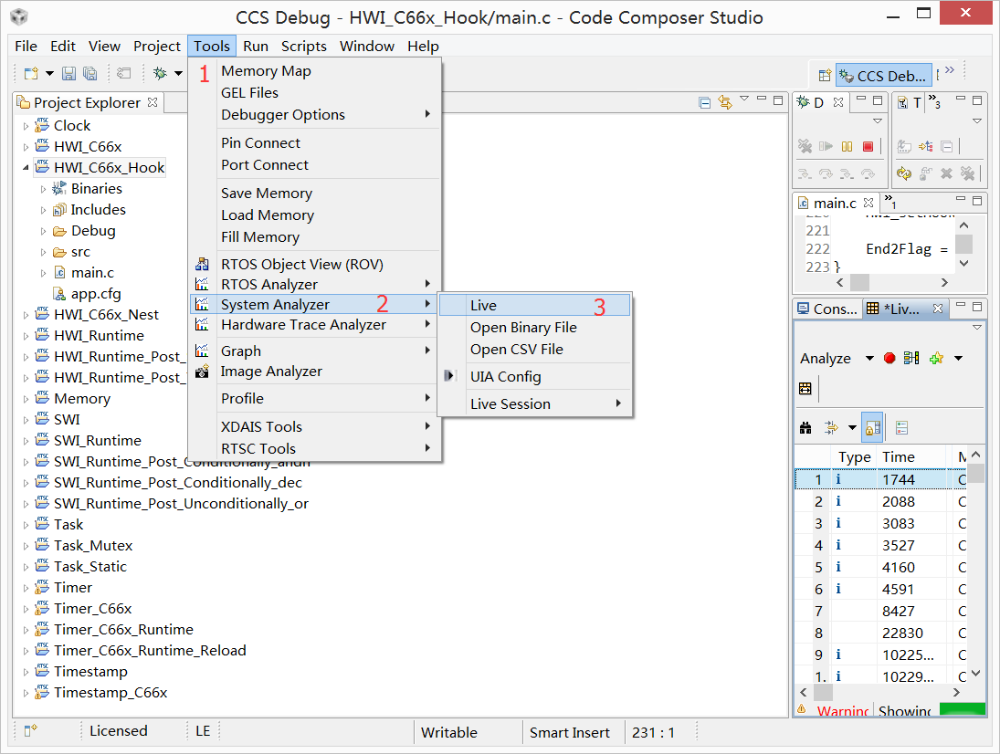 CCS Debug - HWI_C66x_Hook/main.c - Code Composer Studio
File Edit View Project Tools Run Scripts Window Help
CCS Deb...
Project Explorer
Clock
HWI_C66x
HWI_C66x_Hook
Binaries
Includes
Debug
src
main.c
app.cfg
HWI_C66x_Nest
HWI_Runtime
HWI_Runtime_Post_
HWI_Runtime_Post_
Memory
SWI
SWI_Runtime
SWI_Runtime_Post_Conditionally_andn
SWI_Runtime_Post_Conditionally_dec
SWI_Runtime_Post_Unconditionally_or
Task
Task_Mutex
Task_Static
Timer
Timer_C66x
Timer_C66x_Runtime
Timer_C66x_Runtime_Reload
Timestamp
Timestamp_C66x
1 Memory Map
GEL Files
Debugger Options
Pin Connect
Port Connect
Save Memory
Load Memory
Fill Memory
RTOS Object View (ROV)
RTOS Analyzer
System Analyzer 2
Hardware Trace Analyzer
Graph
Image Analyzer
Profile
XDAIS Tools
RTSC Tools
Live 3
Open Binary File
Open CSV File
UIA Config
Live Session
D
T
3
main.c
1
221
222 End2Flag =
223 }
Cons... *Liv...
Analyze
Type Time
1 i 1744 C
2 i 2088 C
3 i 3083 C
4 i 3527 C
5 i 4160 C
6 i 4591 C
7 8427 C
8 22830 C
9 i 10225... C
1. i 10229... C
Warning Showing
Licensed LE Writable Smart Insert 231 : 1